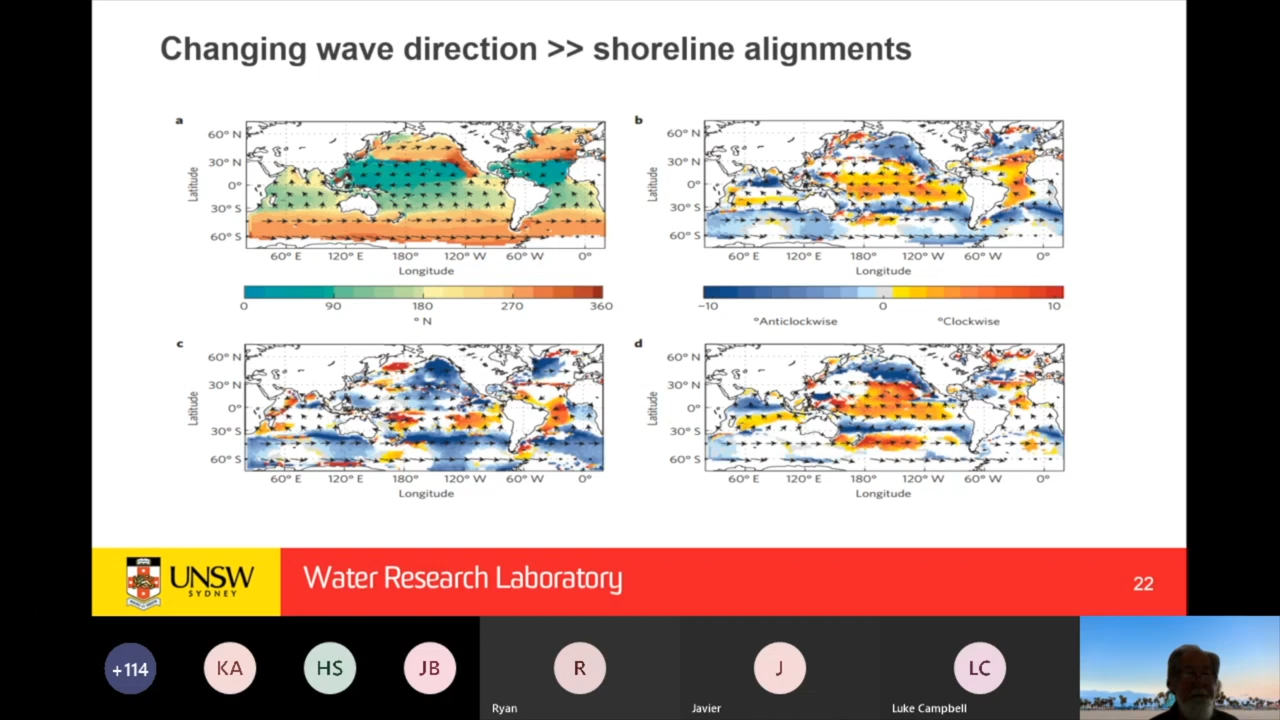 Changing wave direction >> shoreline alignments
a
60° N
30° N
0°
30° S
60° S
Latitude
60° E 120° E 180° 120° W 60° W 0°
Longitude
0 90 180 270 360
° N
b
60° N
30° N
0°
30° S
60° S
Latitude
60° E 120° E 180° 120° W 60° W 0°
Longitude
−10 0 10
°Anticlockwise °Clockwise
c
60° N
30° N
0°
30° S
60° S
Latitude
60° E 120° E 180° 120° W 60° W 0°
Longitude
d
60° N
30° N
0°
30° S
60° S
Latitude
60° E 120° E 180° 120° W 60° W 0°
Longitude
UNSW
SYDNEY
Water Research Laboratory
22
+114
KA
HS
JB
R
Ryan
J
Javier
LC
Luke Campbell